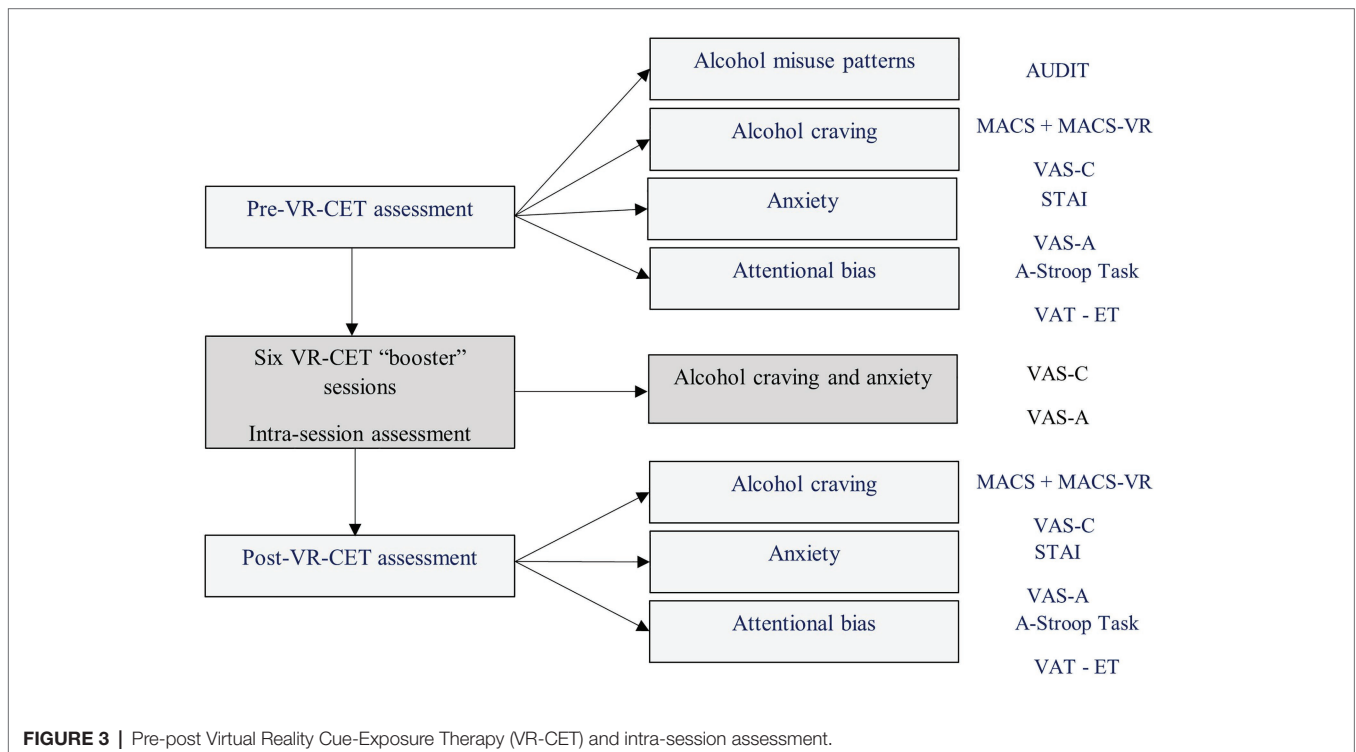 Alcohol misuse patterns
AUDIT
Alcohol craving
MACS + MACS-VR
VAS-C
Pre-VR-CET assessment
Anxiety
STAI
VAS-A
Attentional bias
A-Stroop Task
VAT - ET
Six VR-CET “booster”
sessions
Intra-session assessment
Alcohol craving and anxiety
VAS-C
VAS-A
Alcohol craving
MACS + MACS-VR
VAS-C
Post-VR-CET assessment
Anxiety
STAI
VAS-A
Attentional bias
A-Stroop Task
VAT - ET
FIGURE 3 | Pre-post Virtual Reality Cue-Exposure Therapy (VR-CET) and intra-session assessment.